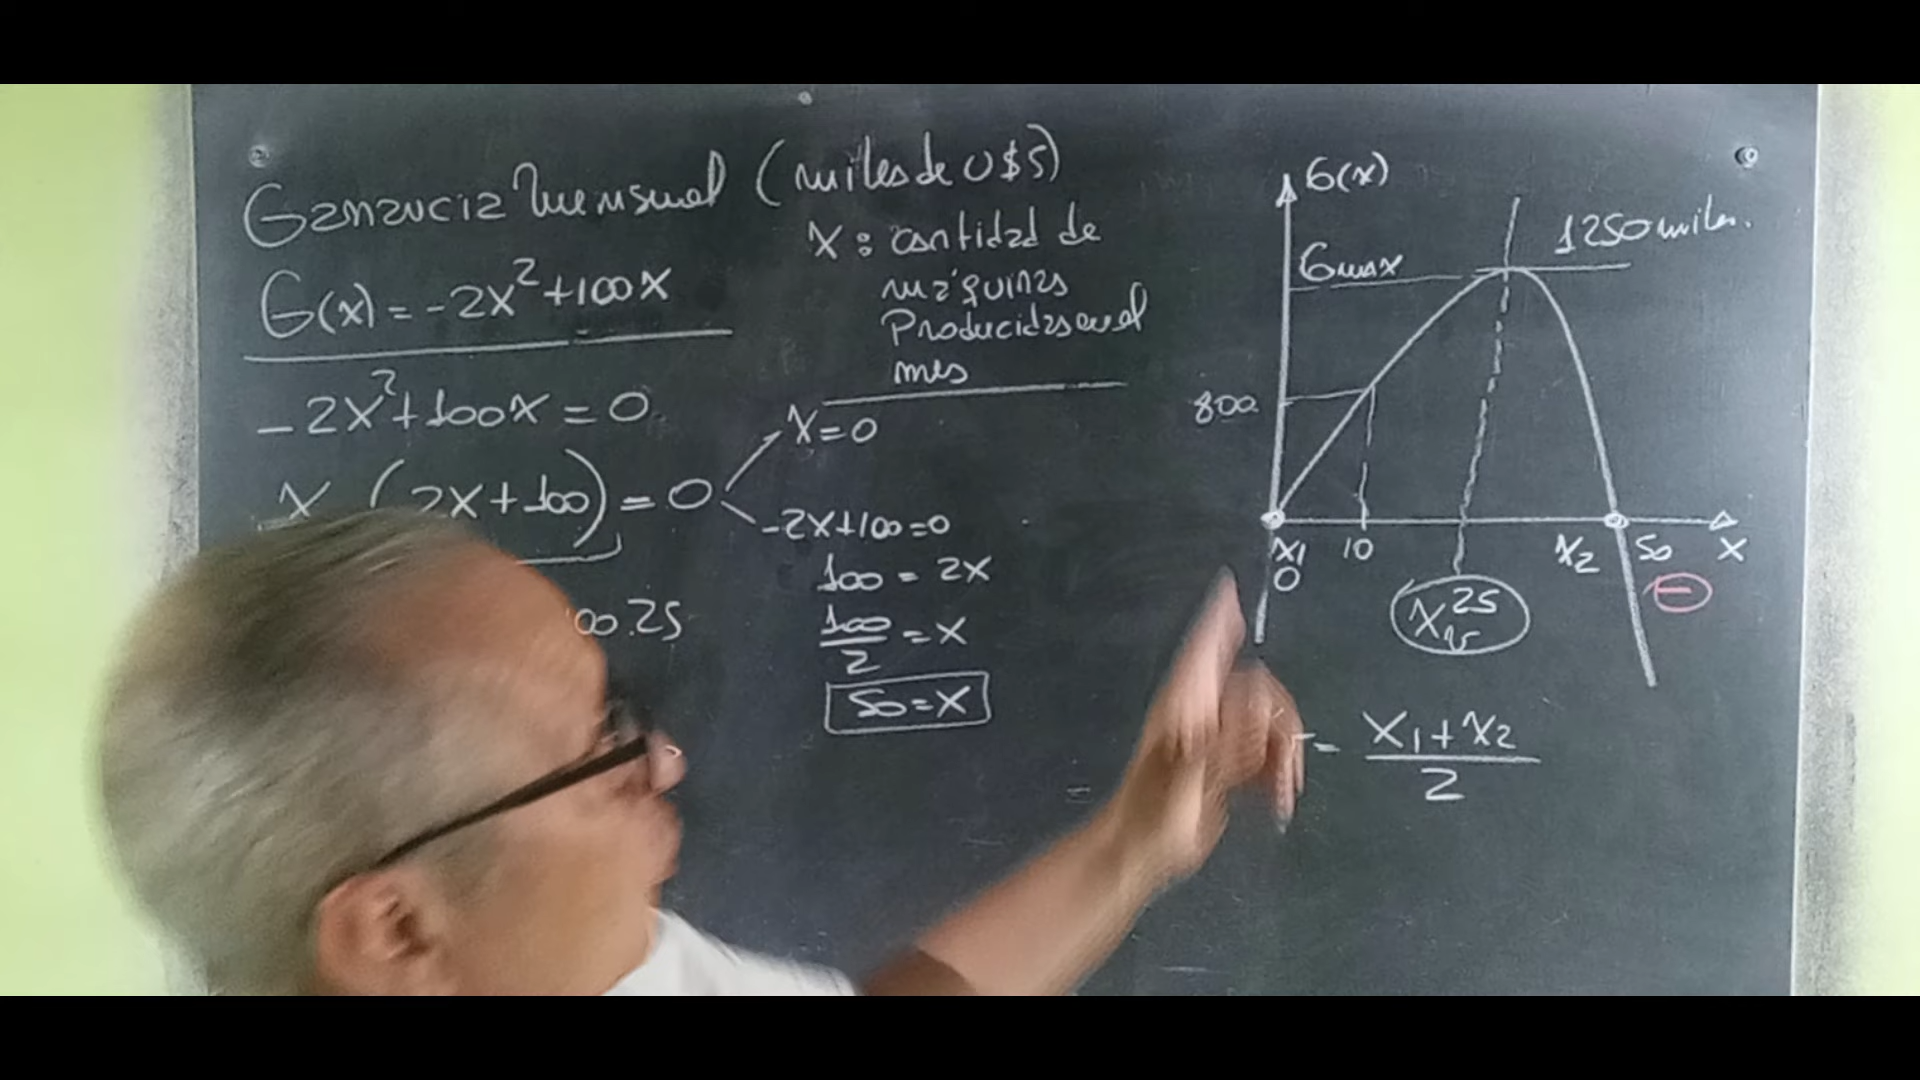 Ganancia Mensual (miles de U$S)
G(x) = -2x²+100x
x: cantidad de
máquinas
Producidas en el
mes
-2x²+100x = 0
x (2x+100) = 0
x=0
-2x+100=0
100 = 2x
100/2 = x
50=x
00.25
G(x)
Gmax
1250 miles.
800
x1
0
10
x2
50
x
−
xv 25
= x1+x2
2